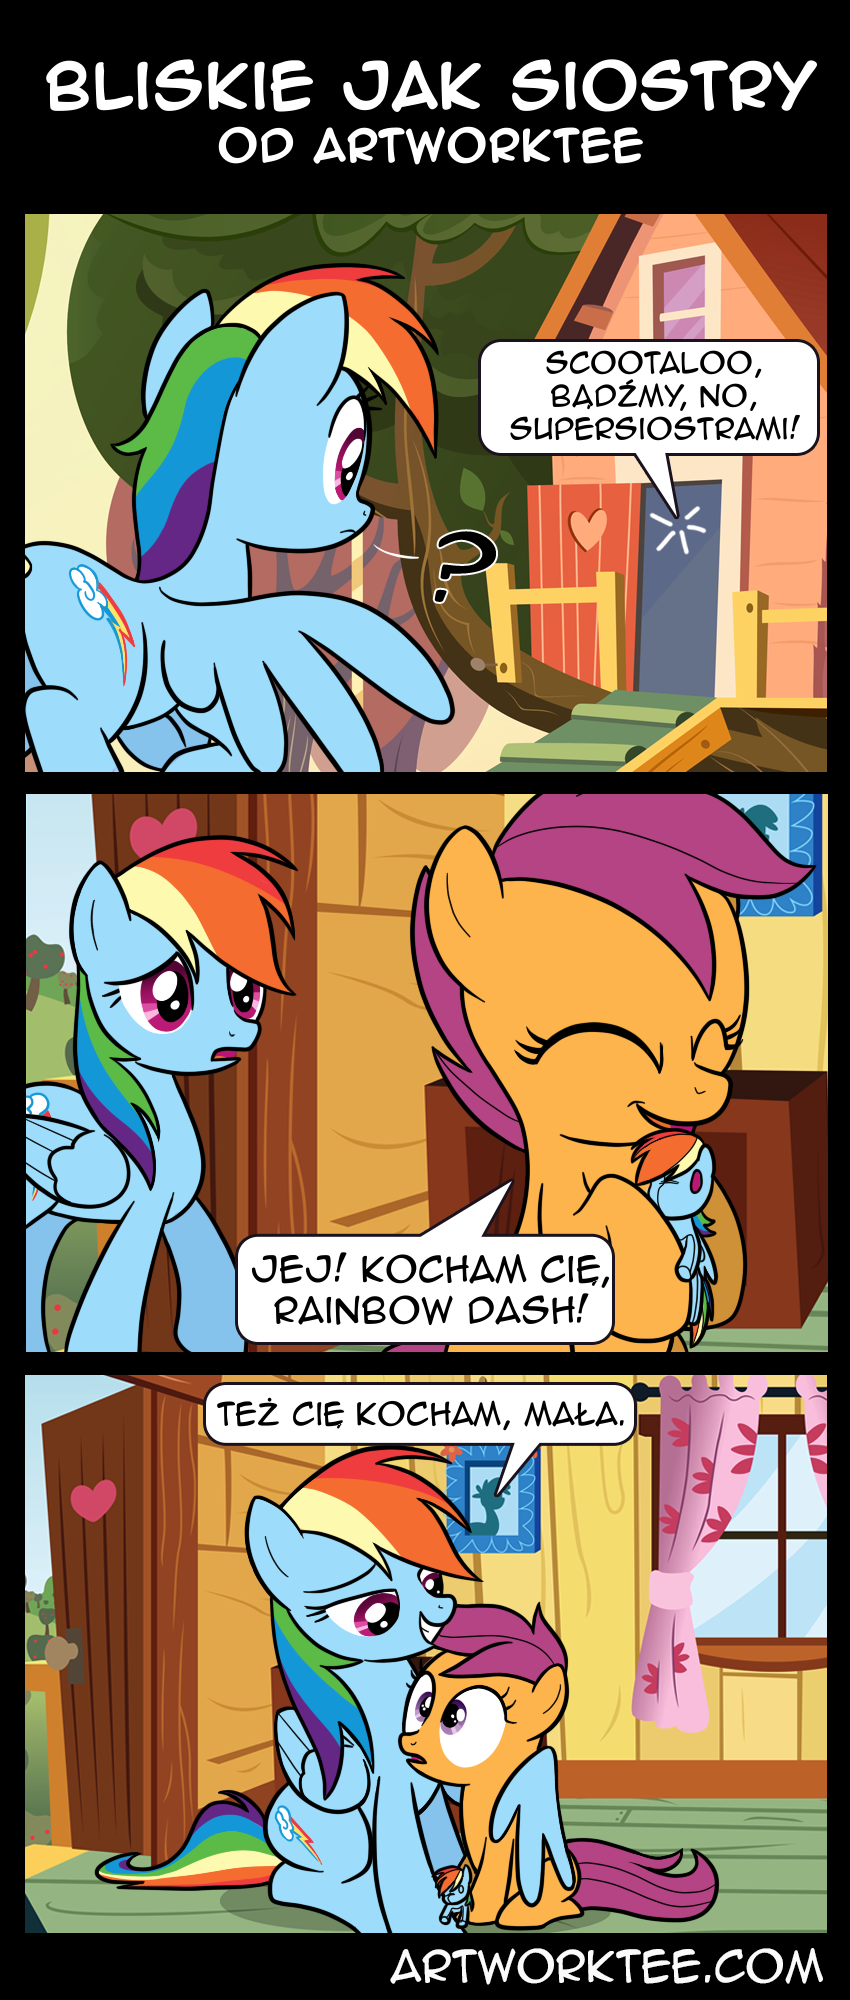 BLISKIE JAK SIOSTRY
OD ARTWORKTEE
SCOOTALOO,
BĄDŹMY, NO,
SUPERSIOSTRAMI!
?
JEJ! KOCHAM CIĘ,
RAINBOW DASH!
TEŻ CIĘ KOCHAM, MAŁA.
ARTWORKTEE.COM